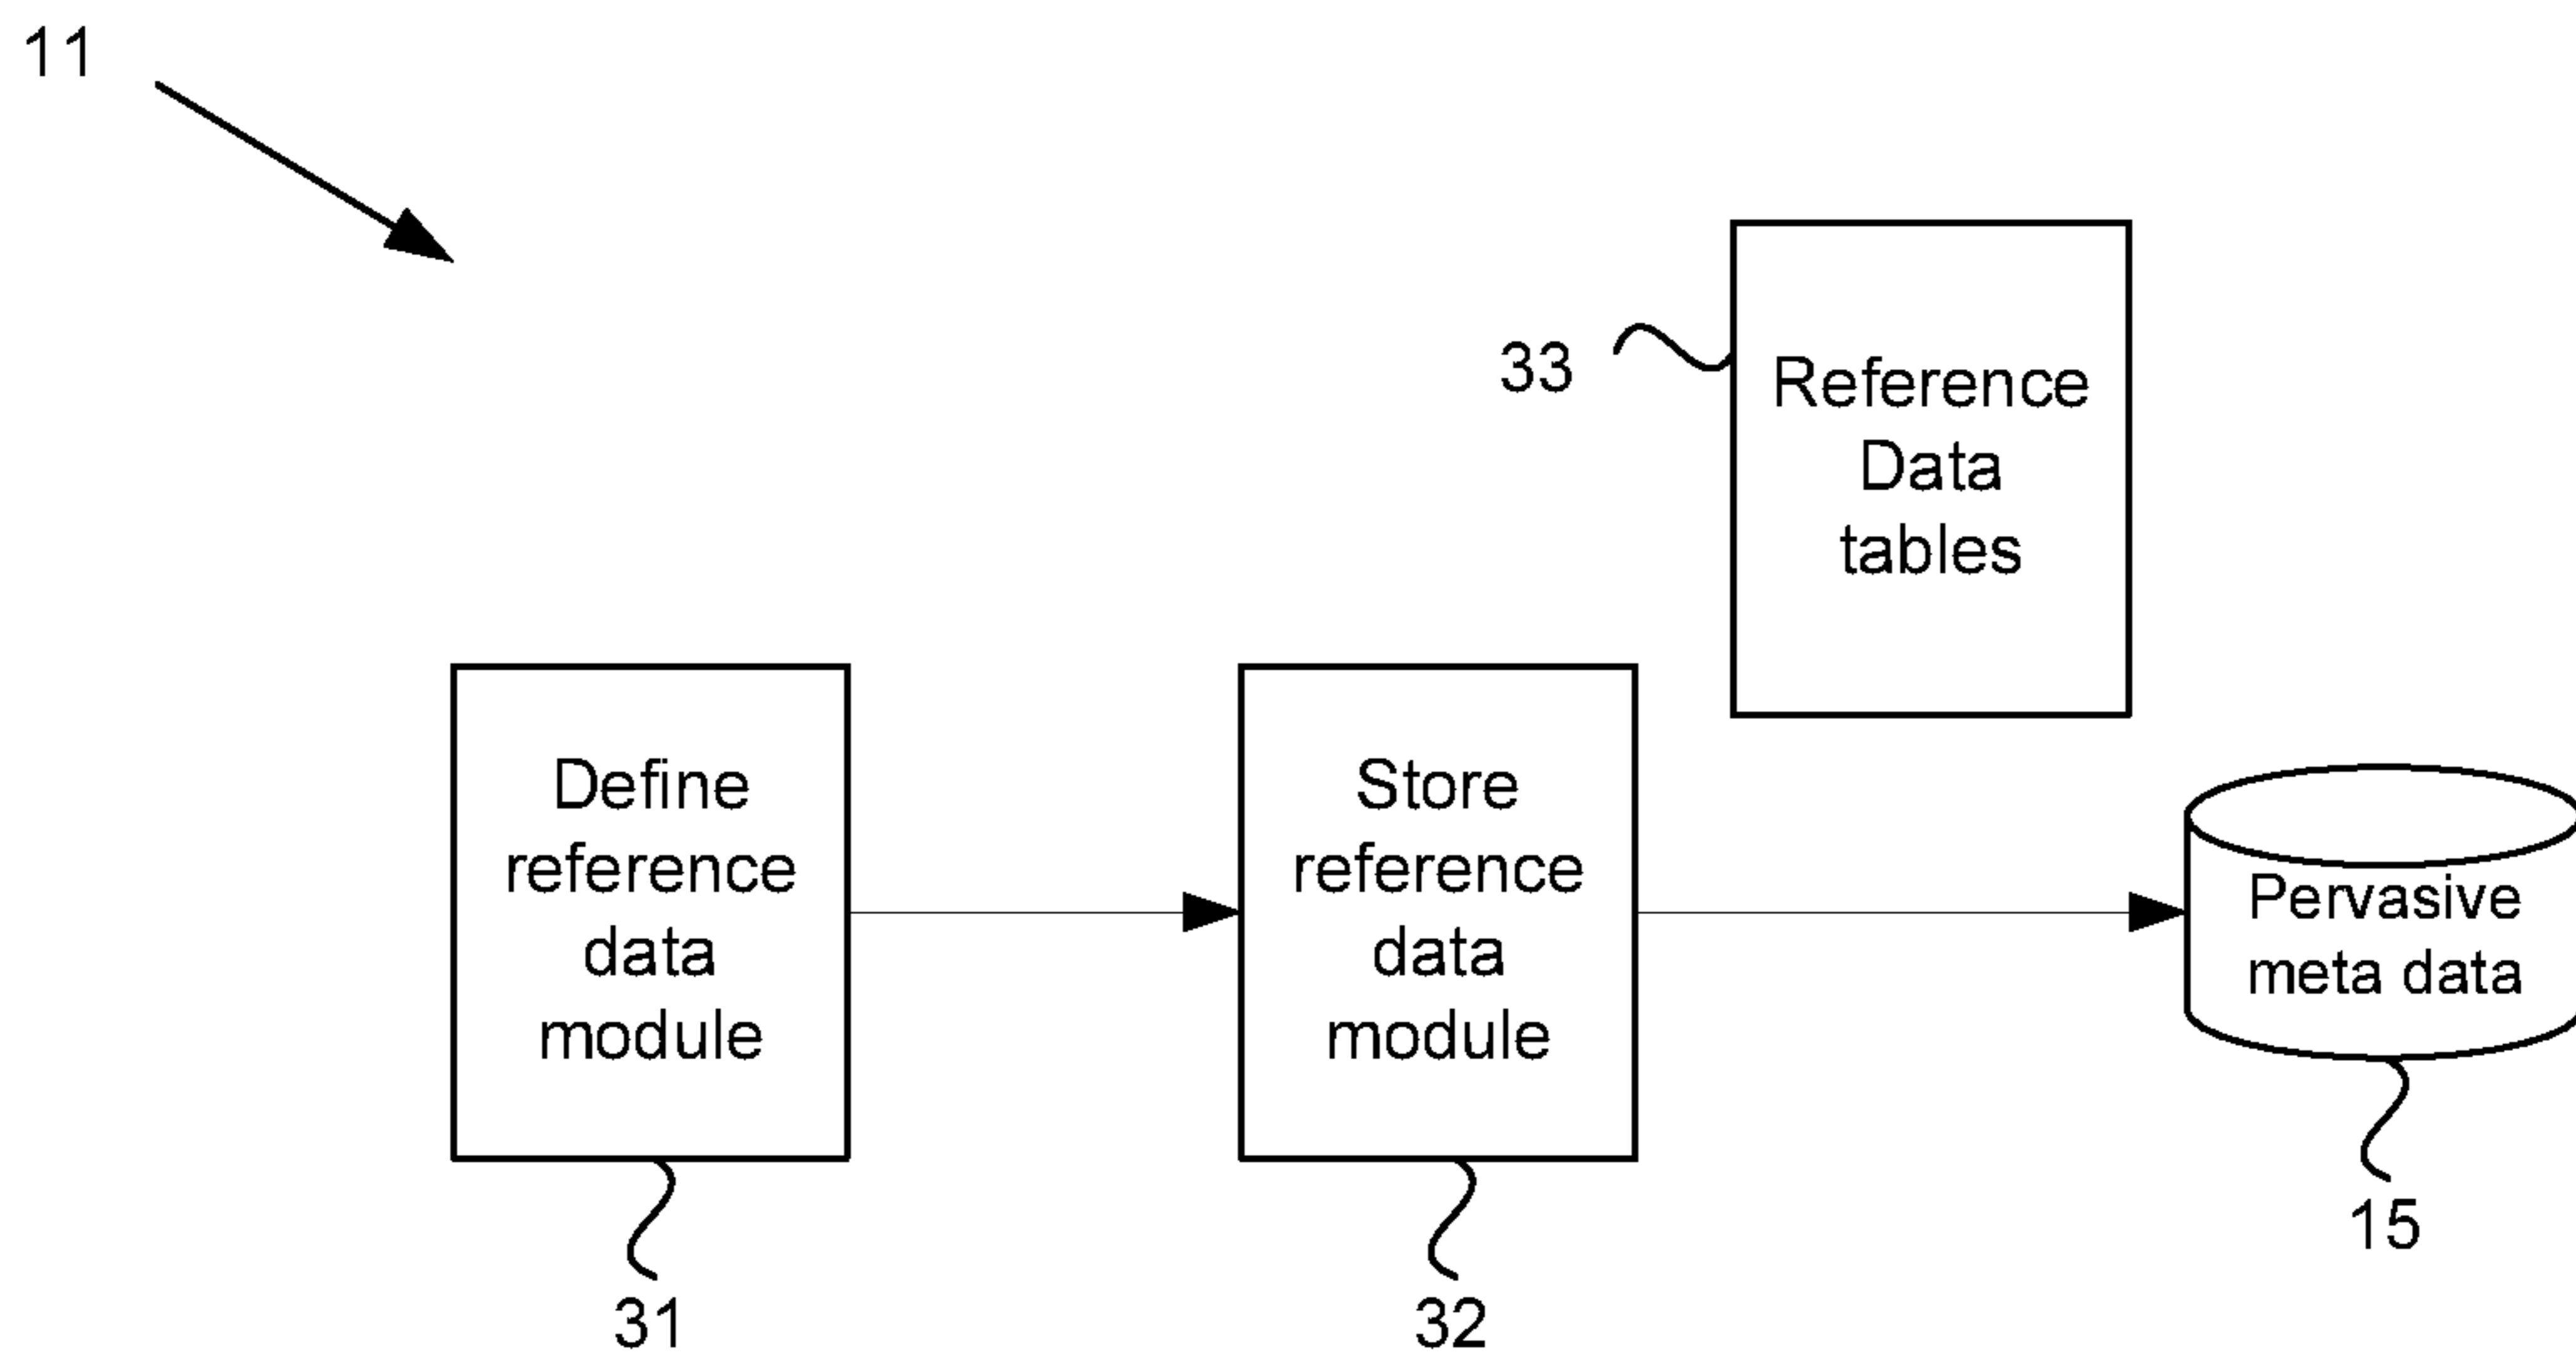 11
33
Reference
Data
tables
Define
reference
data
module
Store
reference
data
module
Pervasive
meta data
15
31
32